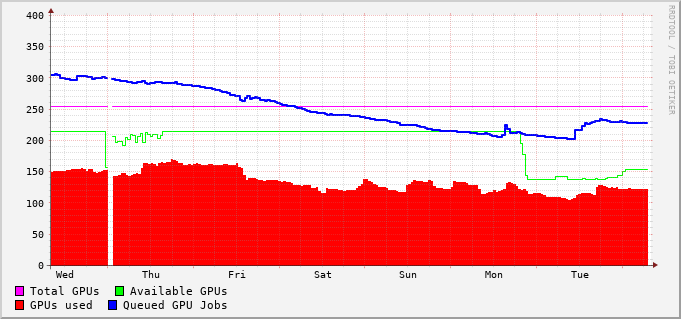 400
350
300
250
200
150
100
50
0
Wed Thu Fri Sat Sun Mon Tue
Total GPUs Available GPUs
GPUs used Queued GPU Jobs
RRDTOOL / TOBI OETIKER